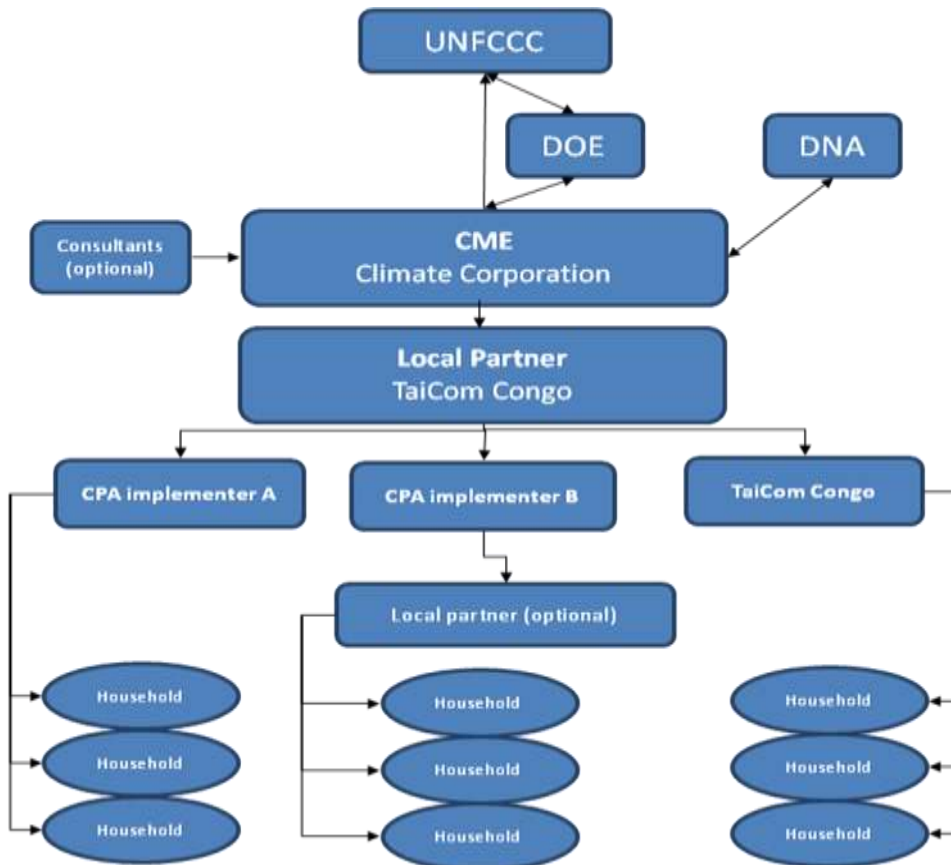 UNFCCC
DOE
DNA
Consultants
(optional)
CME
Climate Corporation
Local Partner
TaiCom Congo
CPA implementer A
CPA implementer B
TaiCom Congo
Local partner (optional)
Household
Household
Household
Household
Household
Household
Household
Household
Household